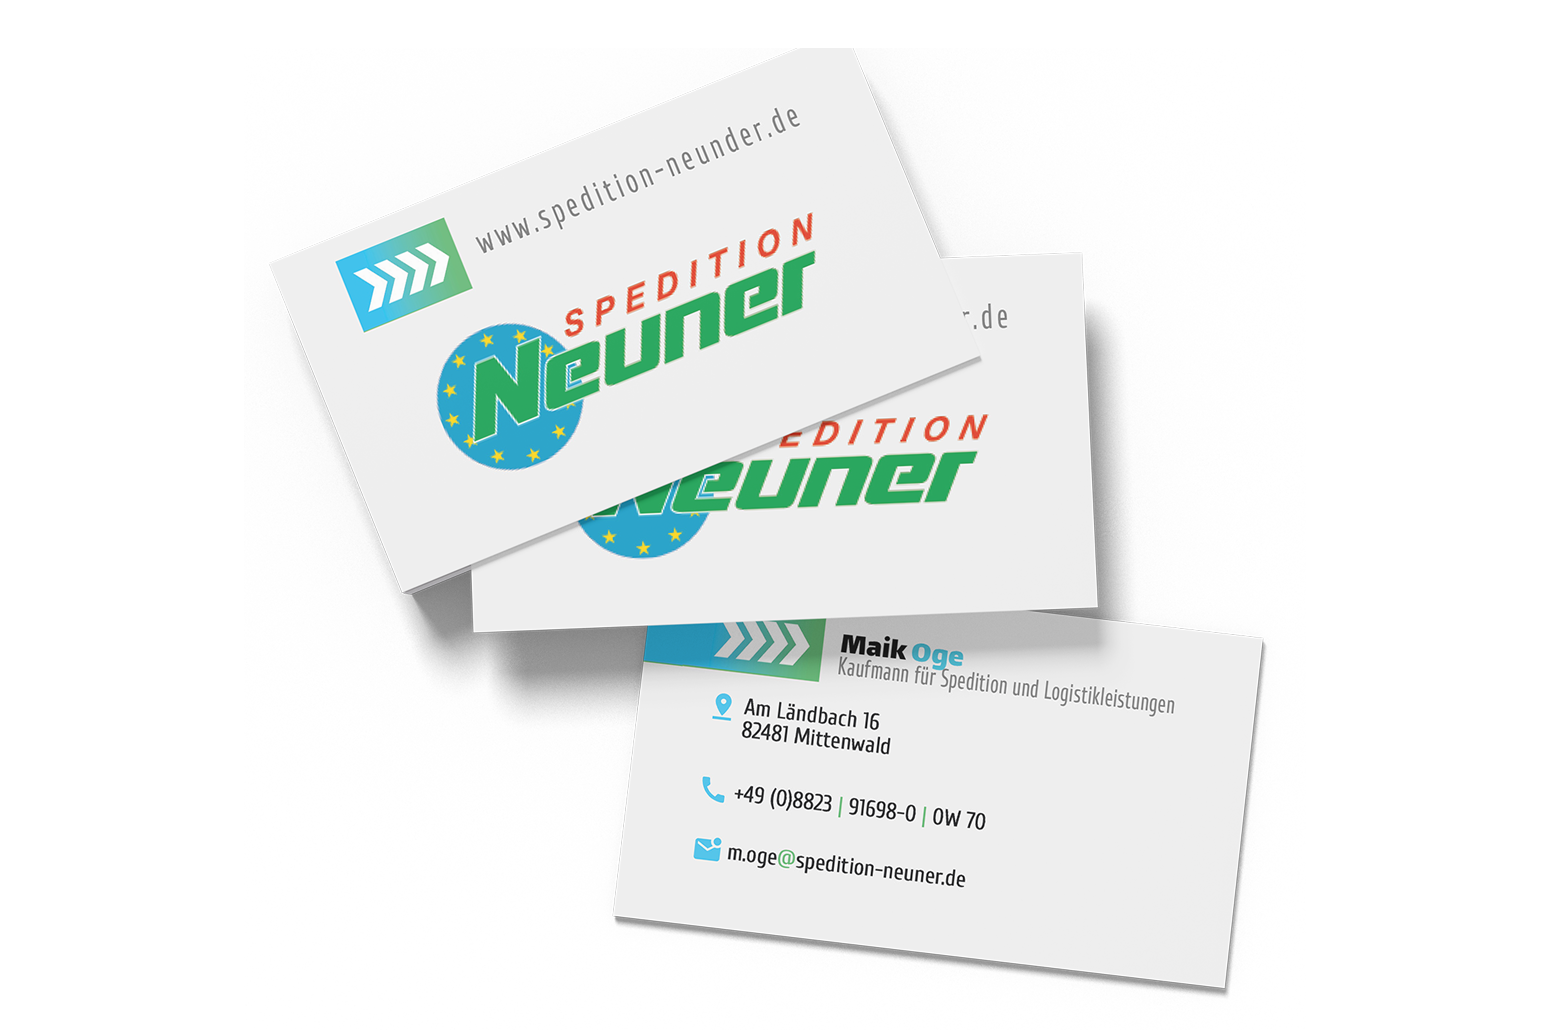 www.spedition-neunder.de
SPEDITION
Neuner
.de
EDITION
Neuner
Maik Oge
Kaufmann für Spedition und Logistikleistungen
Am Ländbach 16
82481 Mittenwald
+49 (0)8823 | 91698-0 | 0W 70
m.oge@spedition-neuner.de